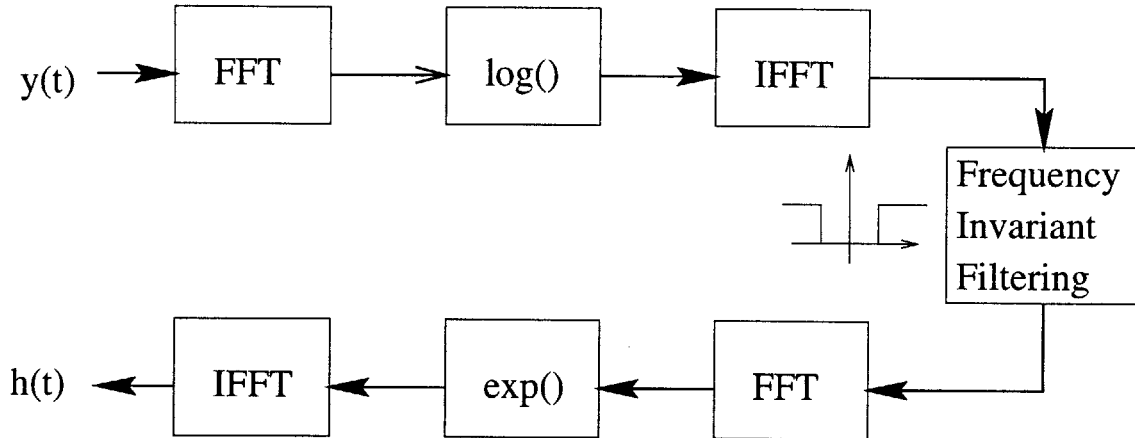 y(t)
FFT
log()
IFFT
Frequency
Invariant
Filtering
h(t)
IFFT
exp()
FFT